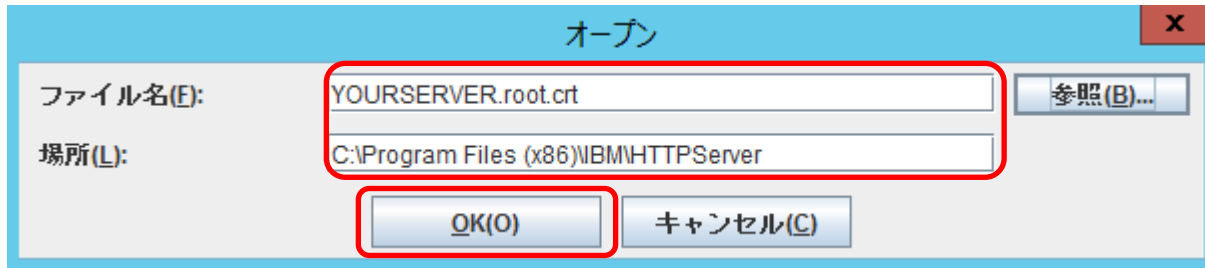 オープン
x
ファイル名(F): YOURSERVER.root.crt 参照(B)...
場所(L): C:\Program Files (x86)\IBM\HTTPServer
OK(O) キャンセル(C)